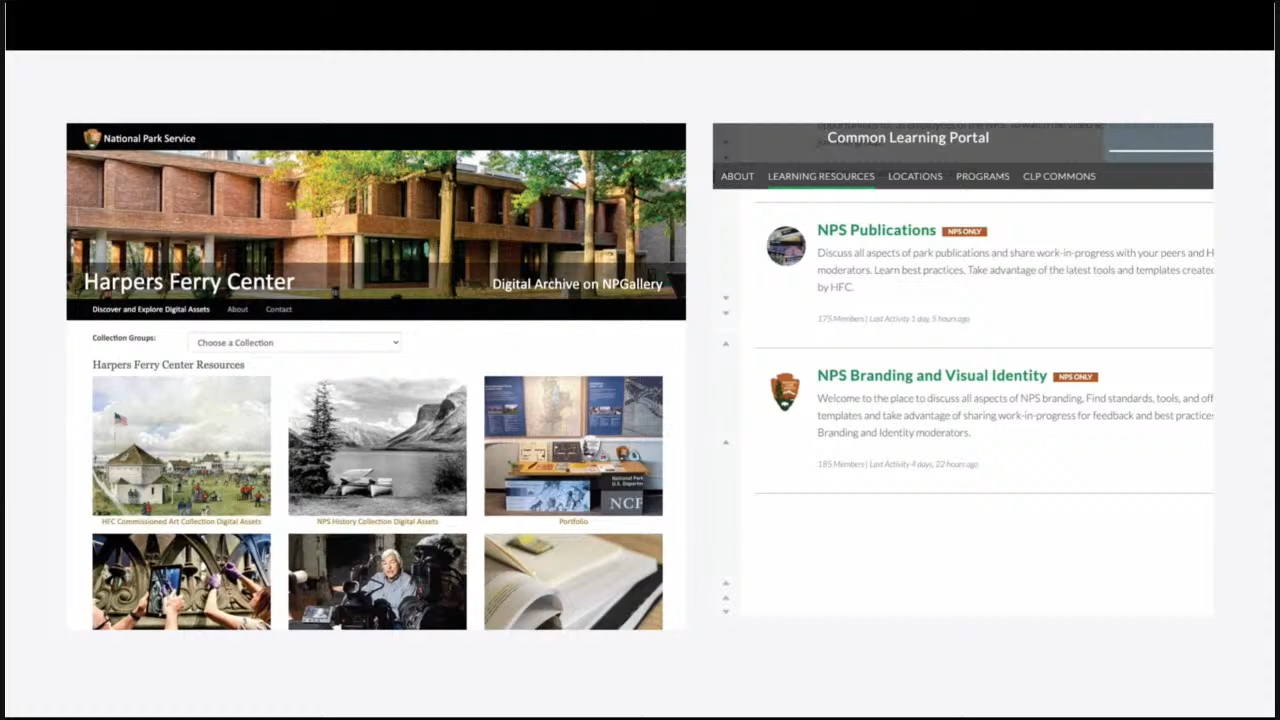 National Park Service
Harpers Ferry Center
Digital Archive on NPGallery
Discover and Explore Digital Assets About Contact
Collection Groups:
Choose a Collection
Harpers Ferry Center Resources
National Park
U.S. Departm
NCF
HFC Commissioned Art Collection Digital Assets
NPS History Collection Digital Assets
Portfolio
Common Learning Portal
ABOUT LEARNING RESOURCES LOCATIONS PROGRAMS CLP COMMONS
NPS Publications NPS ONLY
Discuss all aspects of park publications and share work-in-progress with your peers and H
moderators. Learn best practices. Take advantage of the latest tools and templates created
by HFC.
175 Members | Last Activity 1 day, 5 hours ago
NPS Branding and Visual Identity NPS ONLY
Welcome to the place to discuss all aspects of NPS branding. Find standards, tools, and off
templates and take advantage of sharing work-in-progress for feedback and best practices
Branding and Identity moderators.
185 Members | Last Activity 4 days, 22 hours ago